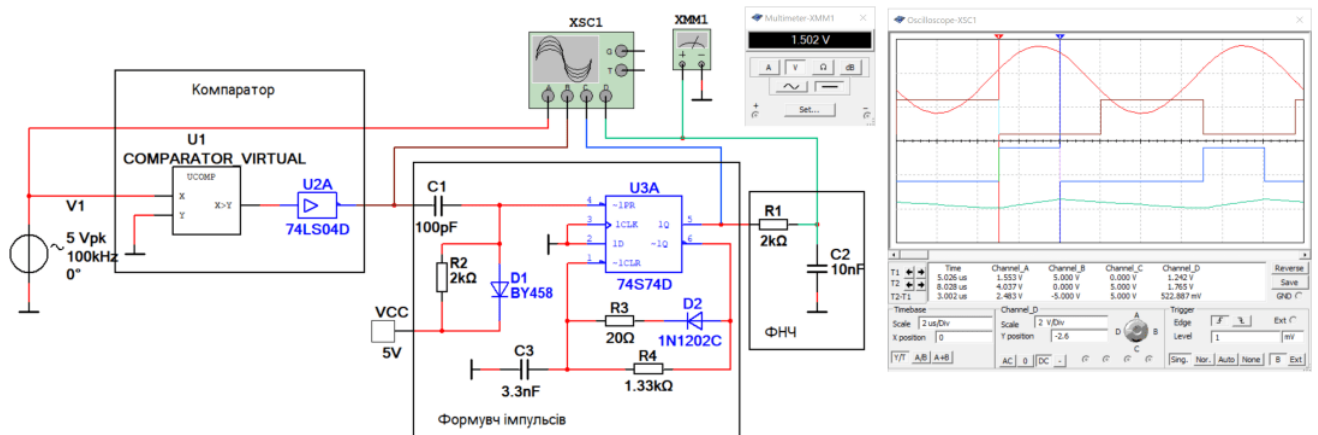 XSC1
XMM1
G
T
A
B
C
D
Multimeter-XMM1
1.502 V
A
V
Ω
dB
+
Set...
-
Oscilloscope-XSC1
Компаратор
U1
COMPARATOR_VIRTUAL
UCOMP
X
Y
X>Y
U2A
74LS04D
V1
5 Vpk
100kHz
0°
C1
100pF
R2
2kΩ
D1
BY458
VCC
5V
U3A
4
~1PR
3
1CLK
2
1D
1
~1CLR
1Q
5
~1Q
6
74S74D
R3
20Ω
D2
1N1202C
C3
3.3nF
R4
1.33kΩ
Формувч імпульсів
R1
2kΩ
C2
10nF
ФНЧ
Time Channel_A Channel_B Channel_C Channel_D
T1 5.026 us 1.553 V 5.000 V 0.000 V 1.242 V
T2 8.028 us 4.037 V 0.000 V 5.000 V 1.765 V
T2-T1 3.002 us 2.483 V -5.000 V 5.000 V 522.887 mV
Reverse
Save
GND
Timebase
Scale 2 us/Div
X position 0
Y/T A/B A+B
Channel_D
Scale 2 V/Div
Y position -2.6
AC 0 DC -
A
B
C
D
Trigger
Edge
Ext
Level 1 mV
Sing. Nor. Auto None B Ext